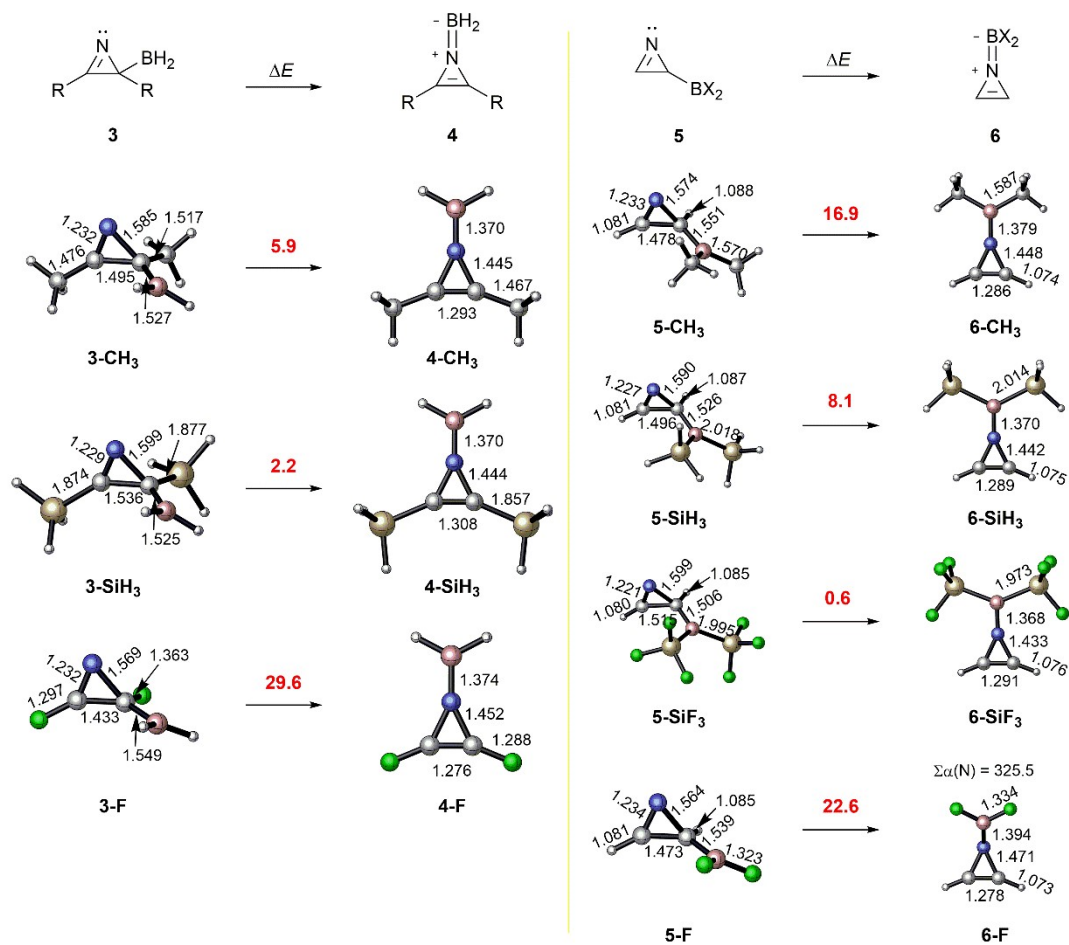 N
BH₂
R R
ΔE
− BH₂
+ N
R R
3 4
1.232 1.585 1.517
1.476 1.495
1.527
5.9
1.370
1.445
1.467
1.293
3-CH₃ 4-CH₃
1.229 1.599 1.877
1.874 1.536
1.525
2.2
1.370
1.444
1.857
1.308
3-SiH₃ 4-SiH₃
1.232 1.569 1.363
1.297 1.433
1.549
29.6
1.374
1.452
1.288
1.276
3-F 4-F
N
BX₂
ΔE
− BX₂
+ N
5 6
1.233 1.574 1.088
1.081 1.478 1.551
1.570
16.9
1.587
1.379
1.448
1.074
1.286
5-CH₃ 6-CH₃
1.227 1.590 1.087
1.081 1.496 1.526
2.018
8.1
2.014
1.370
1.442
1.075
1.289
5-SiH₃ 6-SiH₃
1.221 1.599 1.085
1.080 1.515 1.506
1.995
0.6
1.973
1.368
1.433
1.076
1.291
5-SiF₃ 6-SiF₃
Σα(N) = 325.5
1.234 1.564 1.085
1.081 1.473 1.539
1.323
22.6
1.334
1.394
1.471
1.073
1.278
5-F 6-F